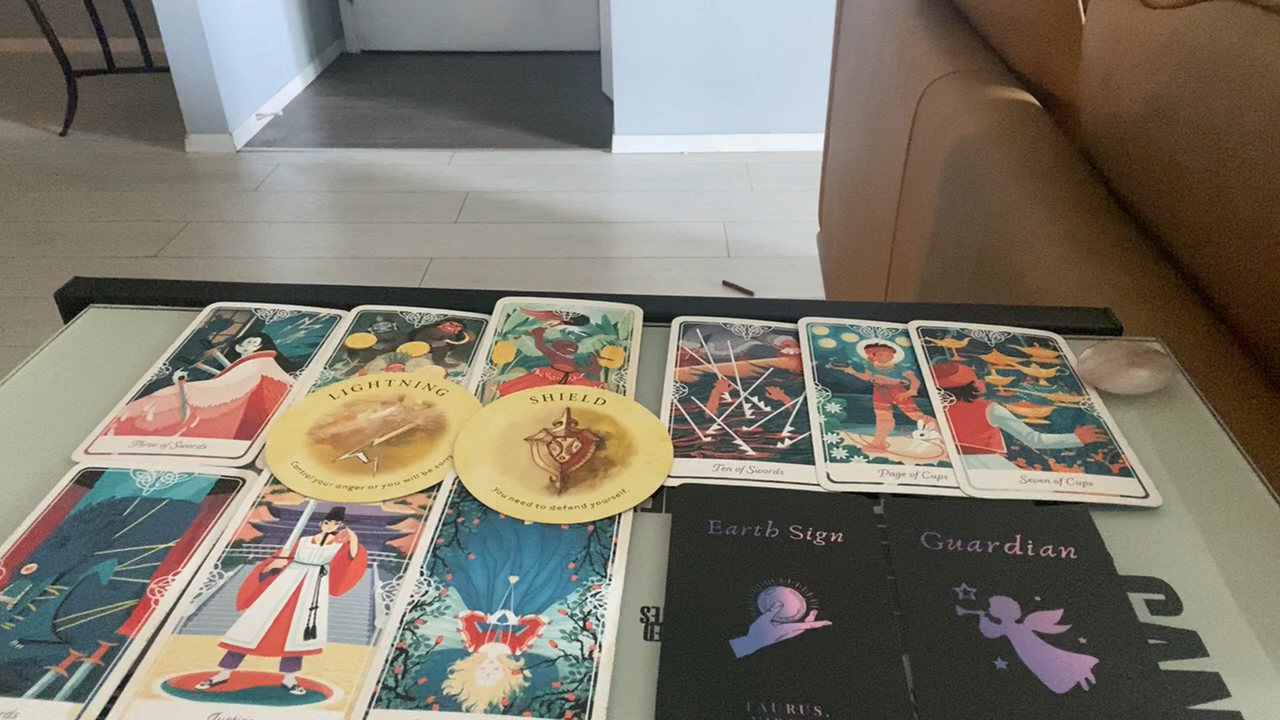 Three of Swords
LIGHTNING
Control your anger or you will be sorry
SHIELD
You need to defend yourself
Ten of Swords
Page of Cups
Seven of Cups
Earth Sign
TAURUS,
Guardian